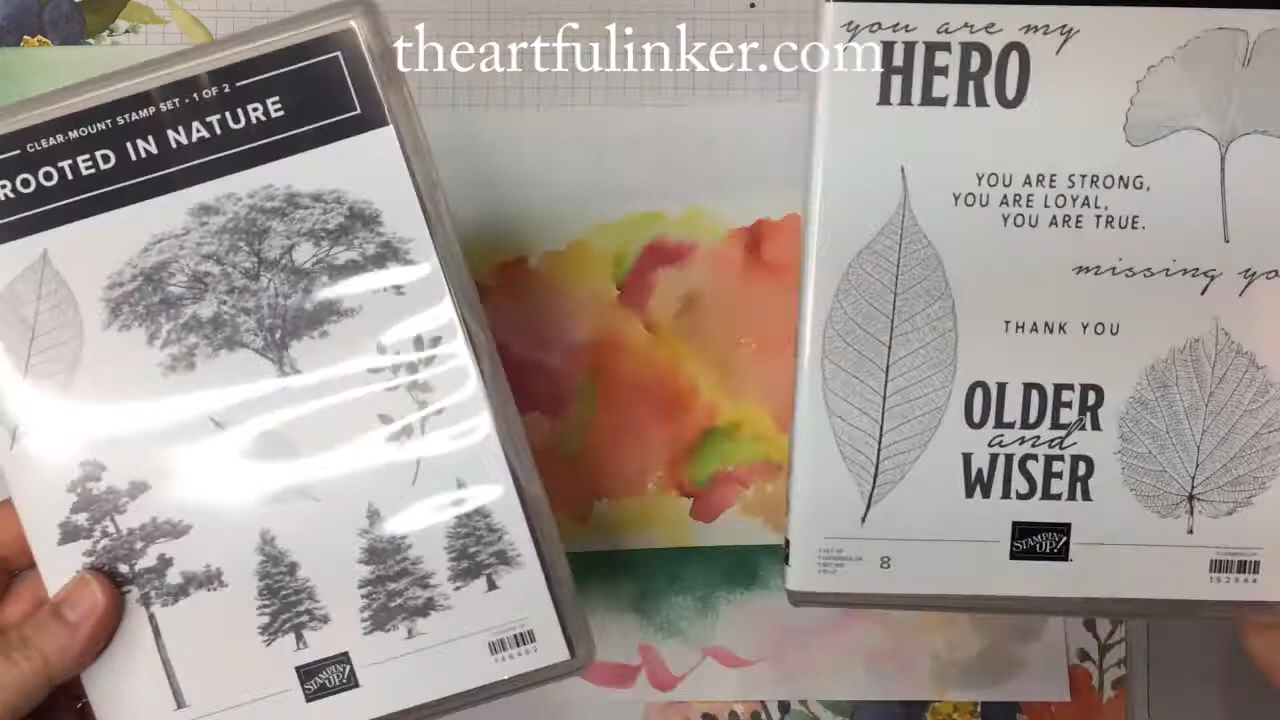 theartfulinker.com
CLEAR-MOUNT STAMP SET • 1 OF 2
ROOTED IN NATURE
STAMPIN' UP!
you are my
HERO
YOU ARE STRONG,
YOU ARE LOYAL,
YOU ARE TRUE.
missing yo
THANK YOU
OLDER
and
WISER
STAMPIN' UP!
8